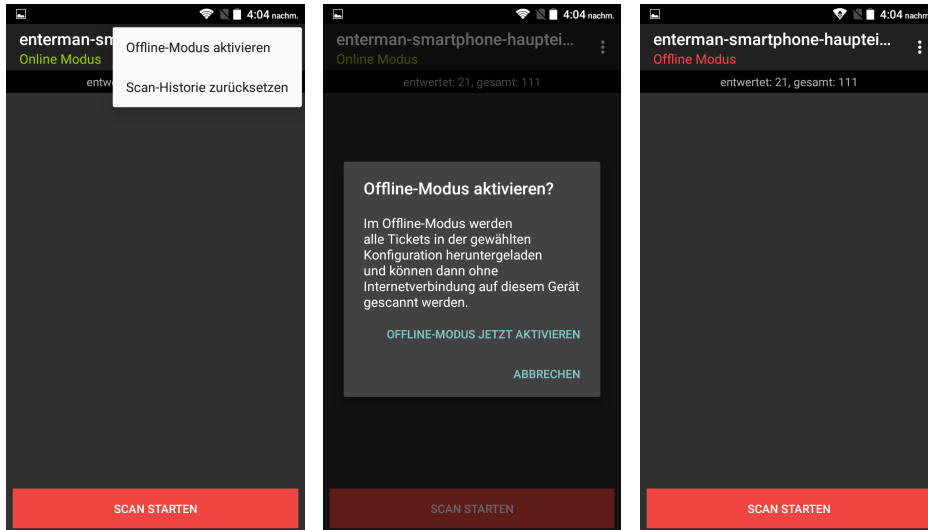 4:04 nachm.
enterman-sm
Online Modus
entw
Offline-Modus aktivieren
Scan-Historie zurücksetzen
SCAN STARTEN
4:04 nachm.
enterman-smartphone-hauptei...
Online Modus
entwertet: 21, gesamt: 111
Offline-Modus aktivieren?
Im Offline-Modus werden
alle Tickets in der gewählten
Konfiguration heruntergeladen
und können dann ohne
Internetverbindung auf diesem Gerät
gescannt werden.
OFFLINE-MODUS JETZT AKTIVIEREN
ABBRECHEN
SCAN STARTEN
4:04 nachm
enterman-smartphone-hauptei...
Offline Modus
entwertet: 21, gesamt: 111
SCAN STARTEN